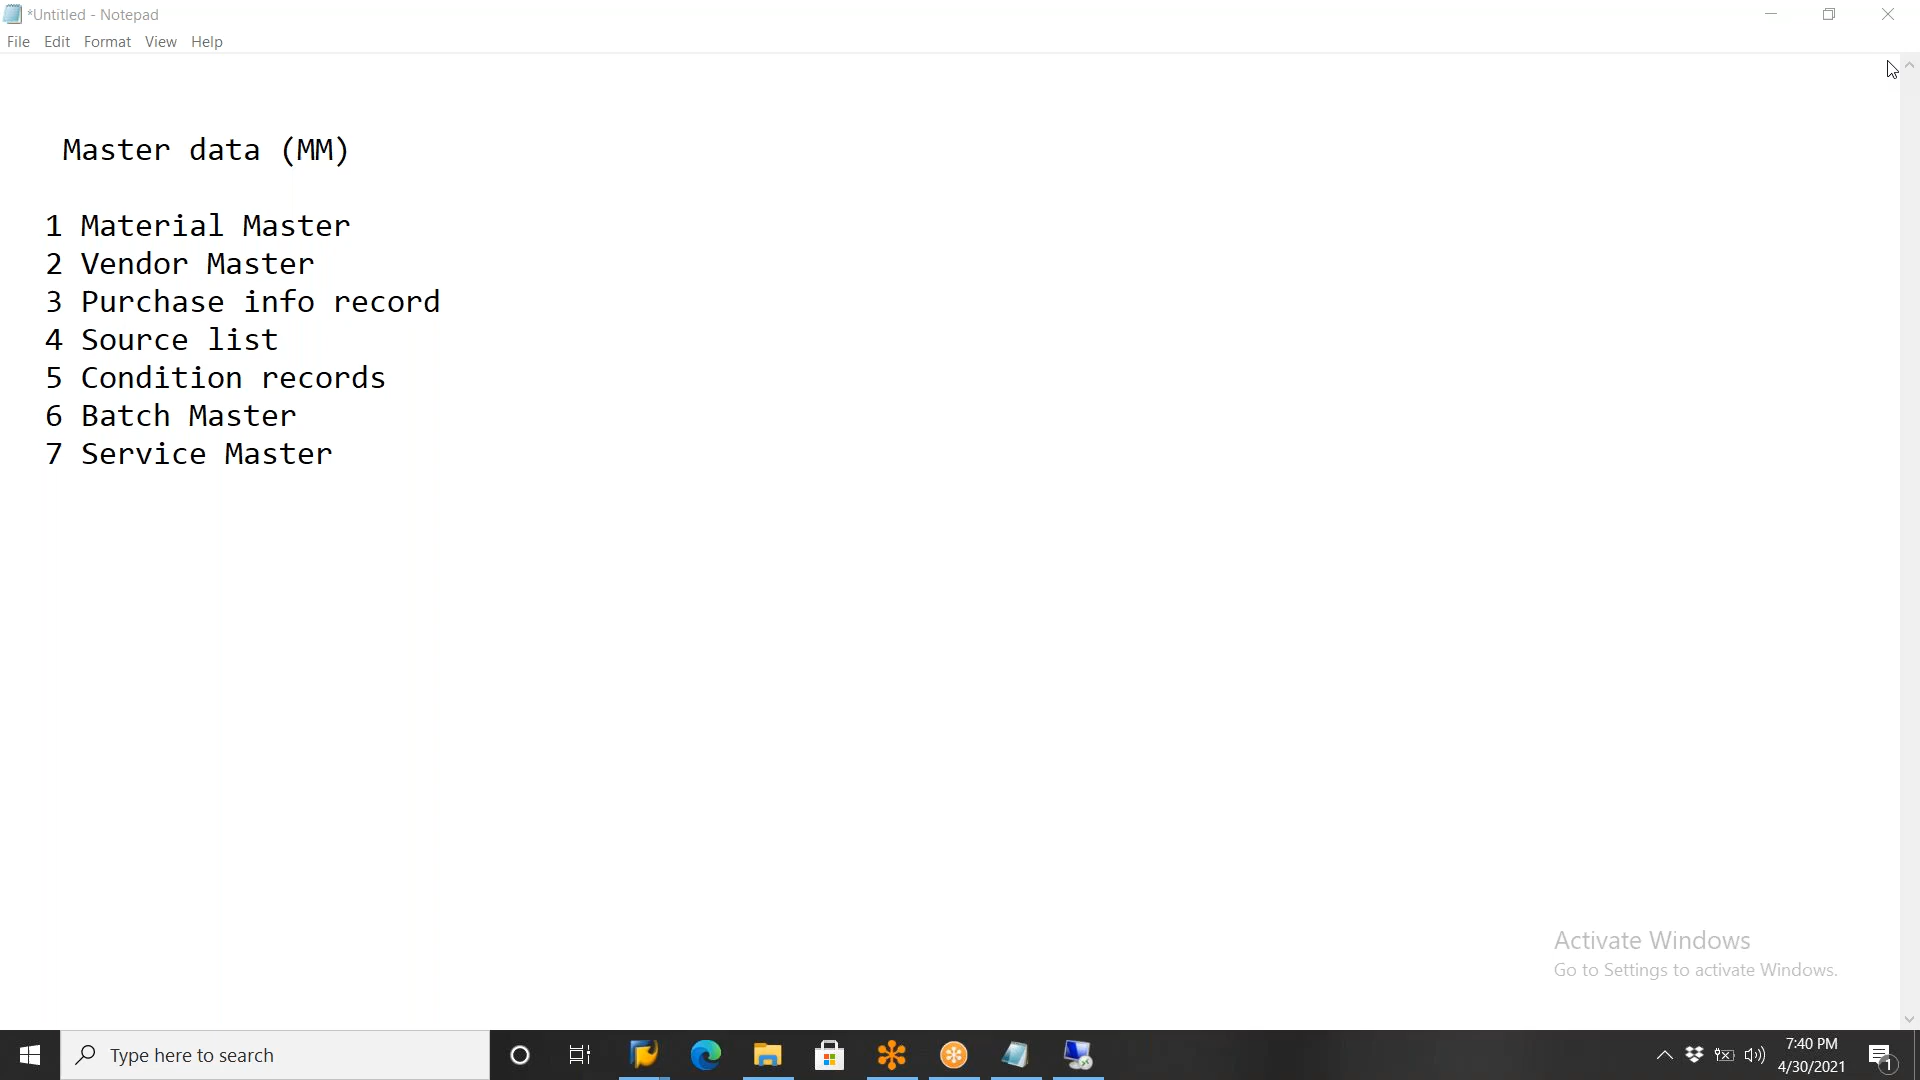 *Untitled - Notepad
File Edit Format View Help
Master data (MM)
1 Material Master
2 Vendor Master
3 Purchase info record
4 Source list
5 Condition records
6 Batch Master
7 Service Master
Activate Windows
Go to Settings to activate Windows.
Type here to search
7:40 PM
4/30/2021
1